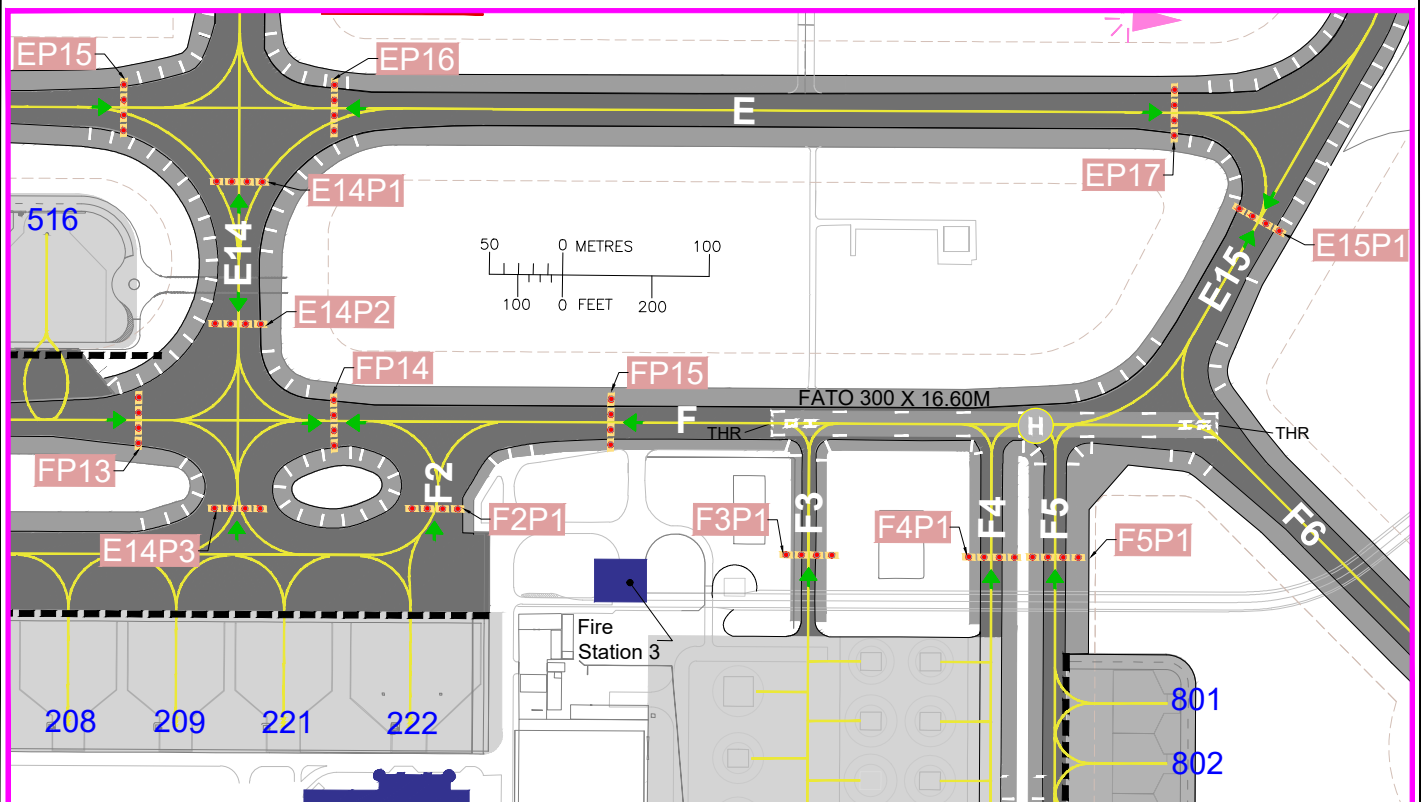 EP15
EP16
E
EP17
E14P1
516
E14
50 0 METRES 100
100 0 FEET 200
E15P1
E15
E14P2
FP14
FP15
FATO 300 X 16.60M
F
THR
H
THR
FP13
F2
F2P1
F3P1
F3
F4P1
F4
F5
F5P1
F6
E14P3
Fire
Station 3
208
209
221
222
801
802